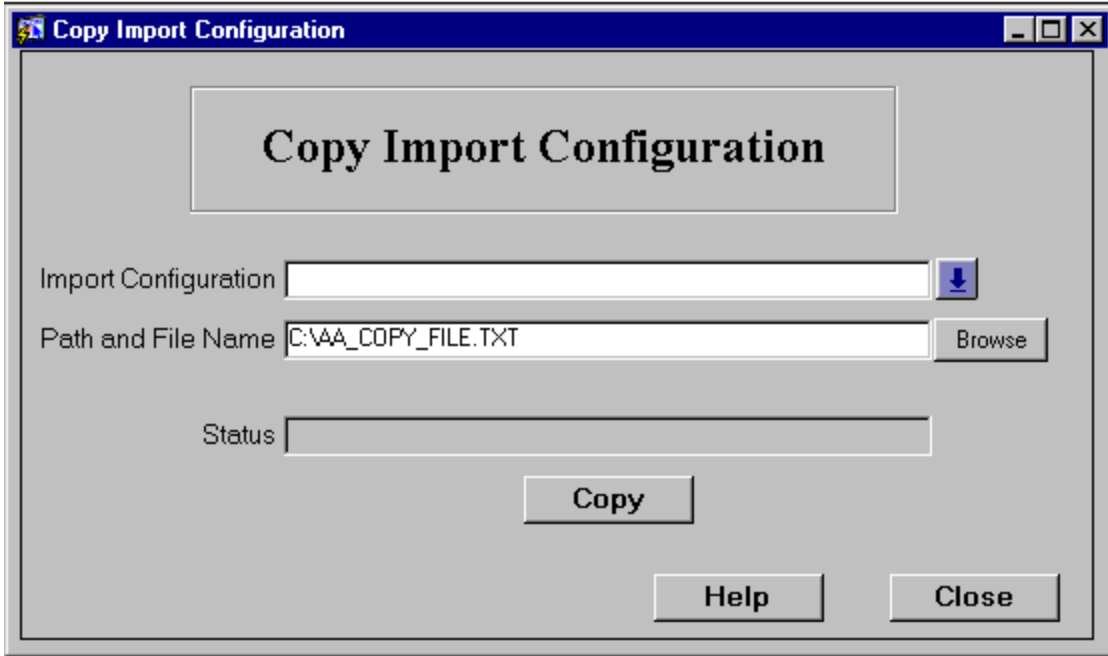 Copy Import Configuration
Copy Import Configuration
Import Configuration
Path and File Name C:\AA_COPY_FILE.TXT Browse
Status
Copy
Help Close